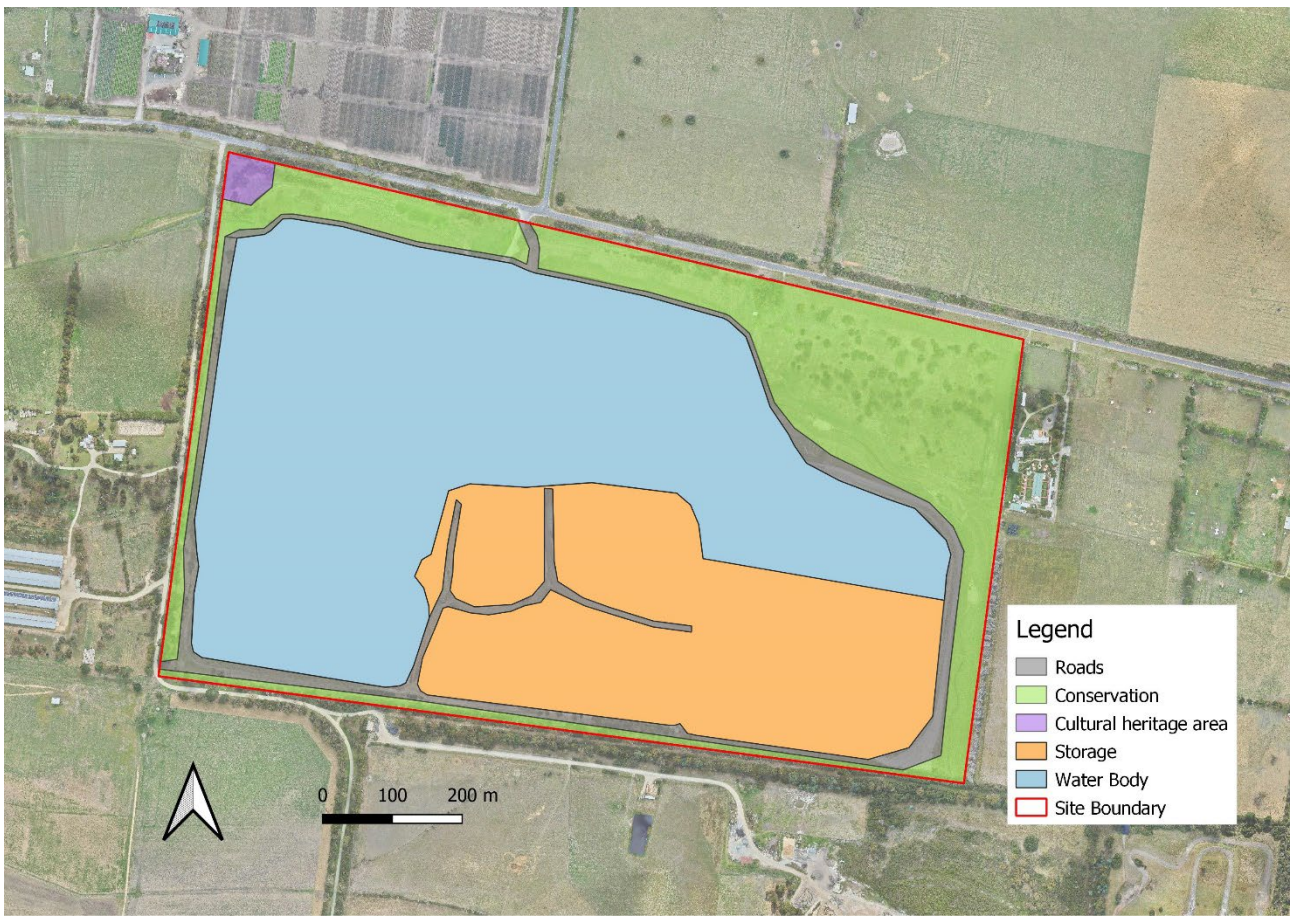 Legend
Roads
Conservation
Cultural heritage area
Storage
Water Body
Site Boundary
0 100 200 m